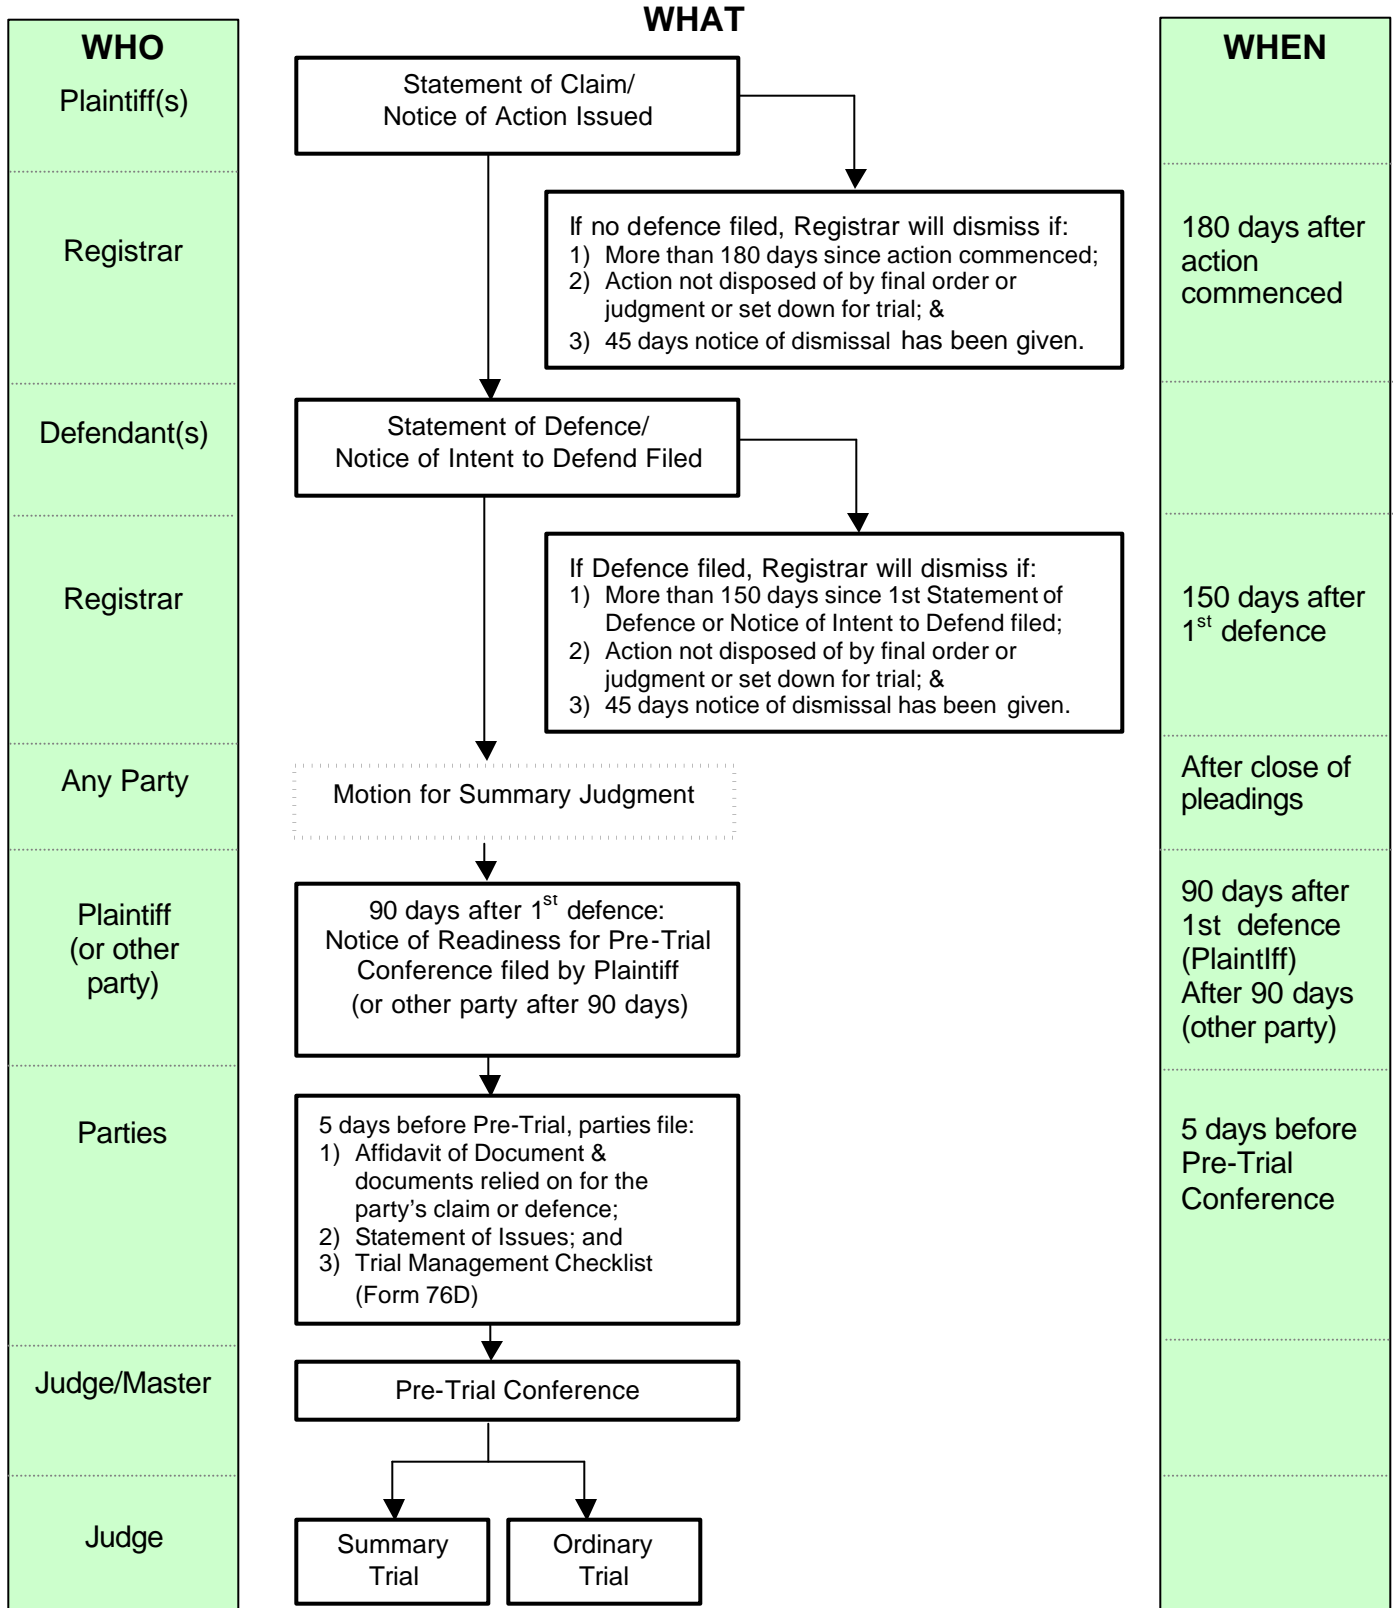 WHAT
WHO
WHEN
Plaintiff(s)
Statement of Claim/
Notice of Action Issued
Registrar
If no defence filed, Registrar will dismiss if:
1) More than 180 days since action commenced;
2) Action not disposed of by final order or
judgment or set down for trial; &
3) 45 days notice of dismissal has been given.
180 days after
action
commenced
Defendant(s)
Statement of Defence/
Notice of Intent to Defend Filed
Registrar
If Defence filed, Registrar will dismiss if:
1) More than 150 days since 1st Statement of
Defence or Notice of Intent to Defend filed;
2) Action not disposed of by final order or
judgment or set down for trial; &
3) 45 days notice of dismissal has been given.
150 days after
1st defence
Any Party
Motion for Summary Judgment
After close of
pleadings
Plaintiff
(or other
party)
90 days after 1st defence:
Notice of Readiness for Pre-Trial
Conference filed by Plaintiff
(or other party after 90 days)
90 days after
1st defence
(PlaintIff)
After 90 days
(other party)
Parties
5 days before Pre-Trial, parties file:
1) Affidavit of Document &
documents relied on for the
party's claim or defence;
2) Statement of Issues; and
3) Trial Management Checklist
(Form 76D)
5 days before
Pre-Trial
Conference
Judge/Master
Pre-Trial Conference
Judge
Summary
Trial
Ordinary
Trial